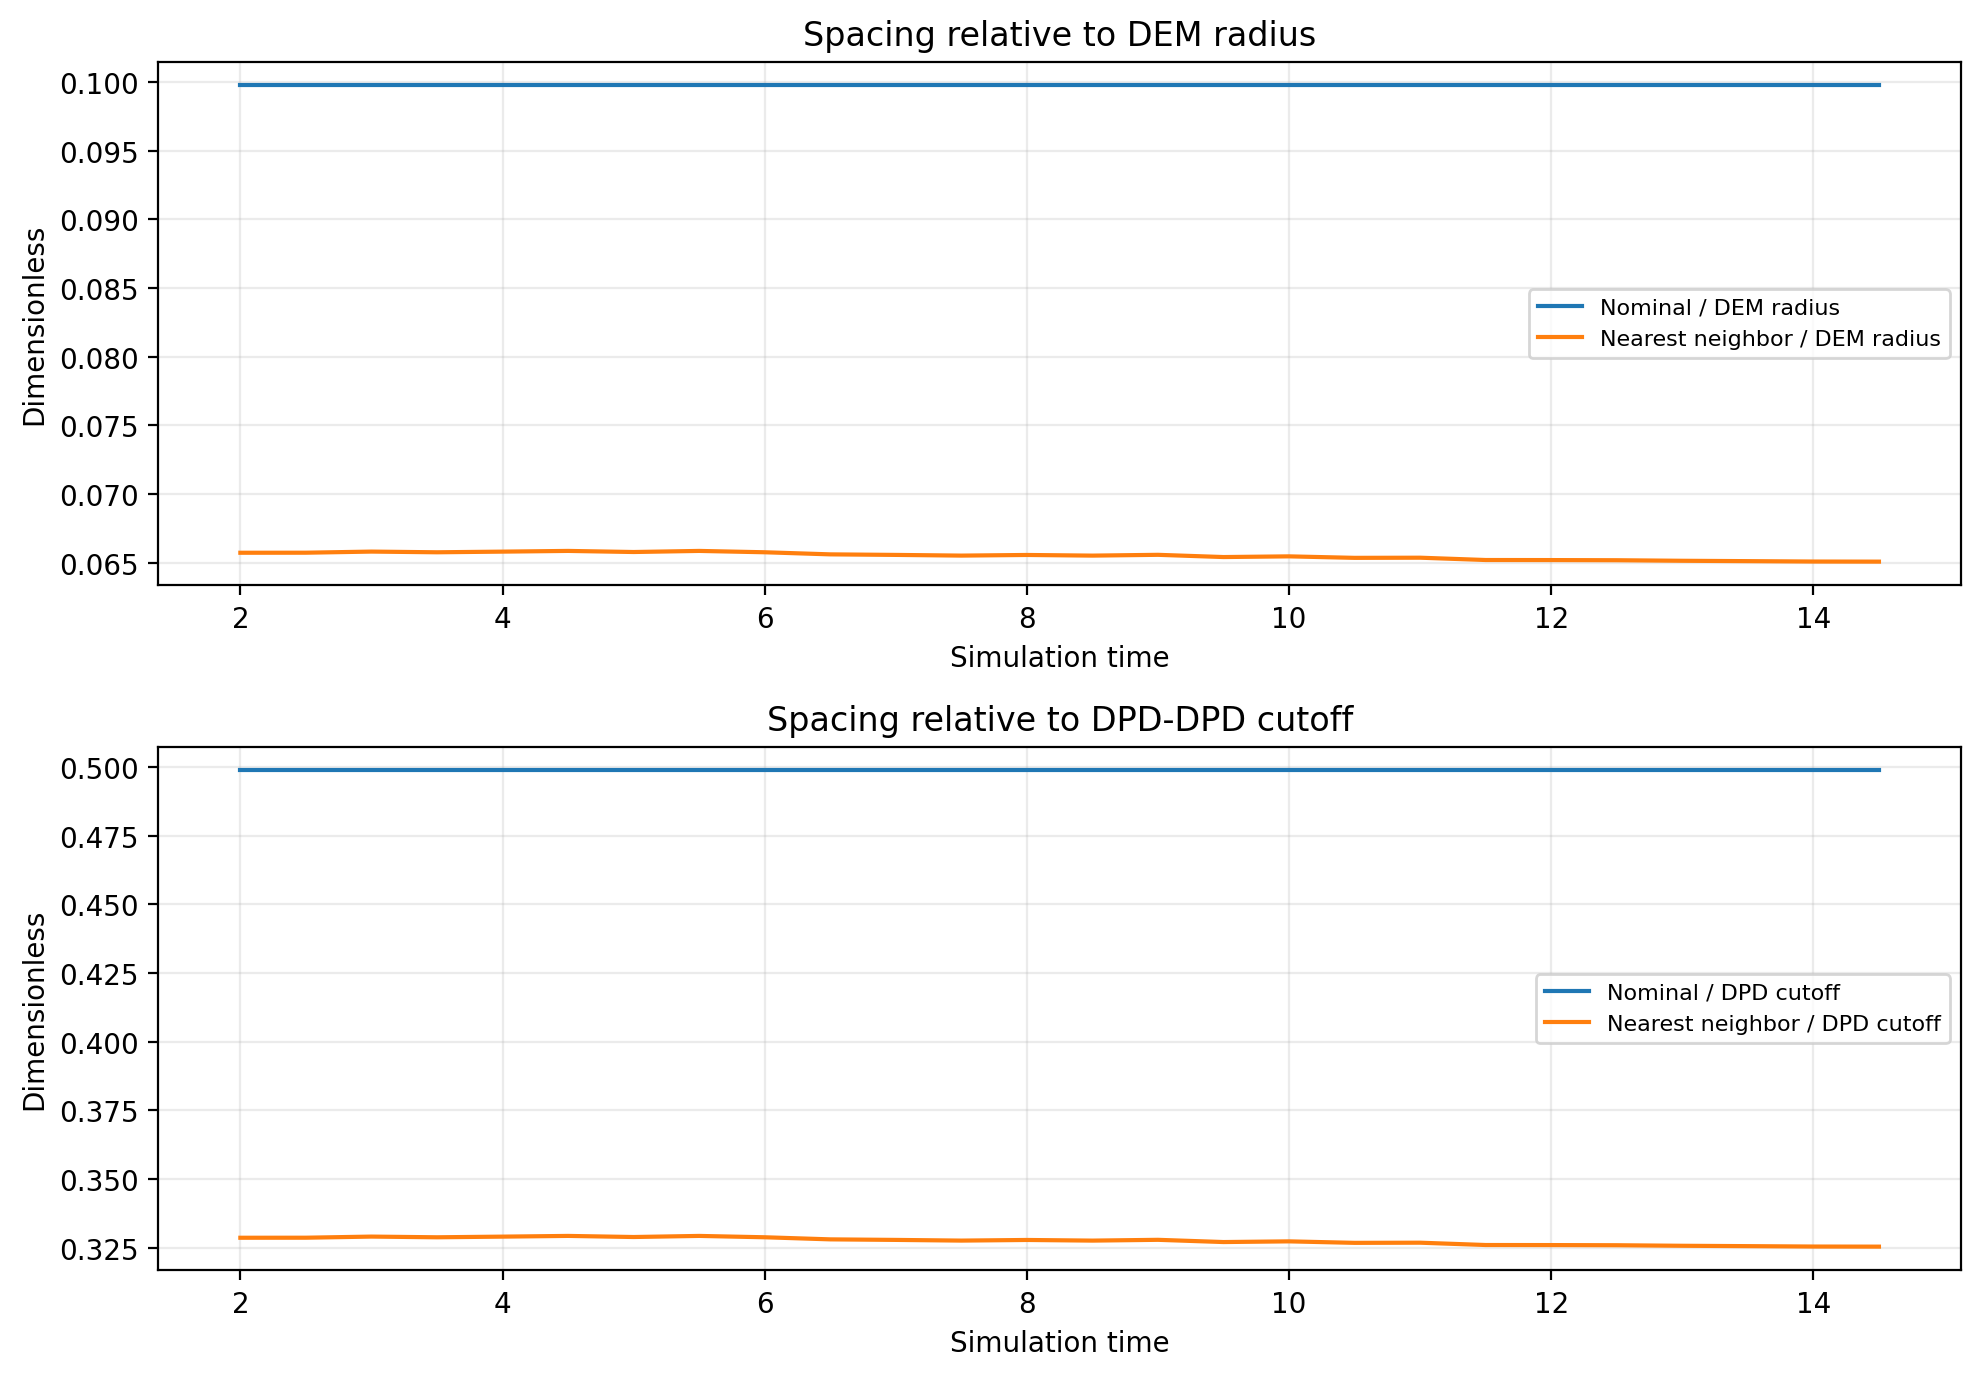 Spacing relative to DEM radius
Dimensionless
0.100
0.095
0.090
0.085
0.080
0.075
0.070
0.065
Nominal / DEM radius
Nearest neighbor / DEM radius
2 4 6 8 10 12 14
Simulation time
Spacing relative to DPD-DPD cutoff
Dimensionless
0.500
0.475
0.450
0.425
0.400
0.375
0.350
0.325
Nominal / DPD cutoff
Nearest neighbor / DPD cutoff
2 4 6 8 10 12 14
Simulation time